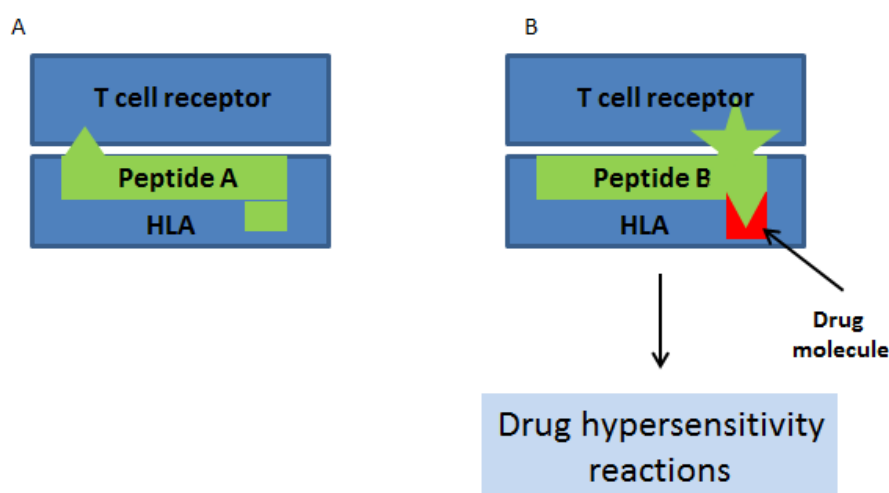 A
T cell receptor
Peptide A
HLA
B
T cell receptor
Peptide B
HLA
Drug
molecule
Drug hypersensitivity
reactions